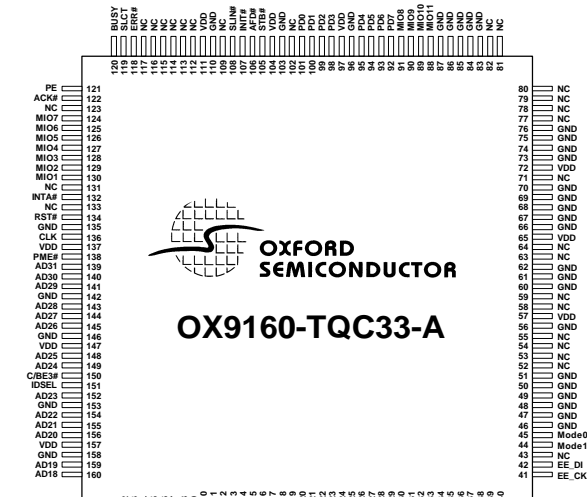 BUSY SLCT ERR# NC NC NC NC NC NC VDD GND NC SLIN# INIT# AFD# STB# VDD GND NC PD0 PD1 PD2 PD3 VDD GND PD4 PD5 PD6 PD7 MIO8 MIO9 MIO10 MIO11 GND GND GND GND GND NC NC
120 119 118 117 116 115 114 113 112 111 110 109 108 107 106 105 104 103 102 101 100 99 98 97 96 95 94 93 92 91 90 89 88 87 86 85 84 83 82 81
PE 121
ACK# 122
NC 123
MIO7 124
MIO6 125
MIO5 126
MIO4 127
MIO3 128
MIO2 129
MIO1 130
NC 131
INTA# 132
NC 133
RST# 134
GND 135
CLK 136
VDD 137
PME# 138
AD31 139
AD30 140
AD29 141
GND 142
AD28 143
AD27 144
AD26 145
GND 146
VDD 147
AD25 148
AD24 149
C/BE3# 150
IDSEL 151
AD23 152
GND 153
AD22 154
AD21 155
AD20 156
VDD 157
GND 158
AD19 159
AD18 160
OXFORD
SEMICONDUCTOR
OX9160-TQC33-A
80 NC
79 NC
78 NC
77 NC
76 GND
75 GND
74 GND
73 GND
72 VDD
71 NC
70 GND
69 GND
68 GND
67 GND
66 GND
65 VDD
64 NC
63 NC
62 GND
61 GND
60 GND
59 NC
58 NC
57 VDD
56 GND
55 NC
54 NC
53 NC
52 NC
51 GND
50 GND
49 GND
48 GND
47 GND
46 GND
45 Mode0
44 Mode1
43 NC
42 EE_DI
41 EE_CK